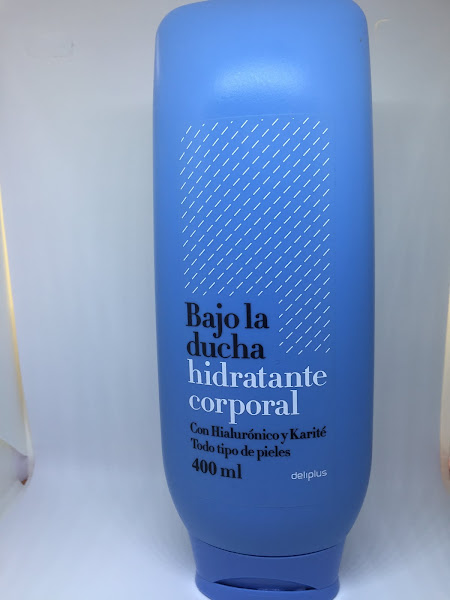 Bajo la
ducha
hidratante
corporal
Con Hialurónico y Karité
Todo tipo de pieles
400 ml
deliplus